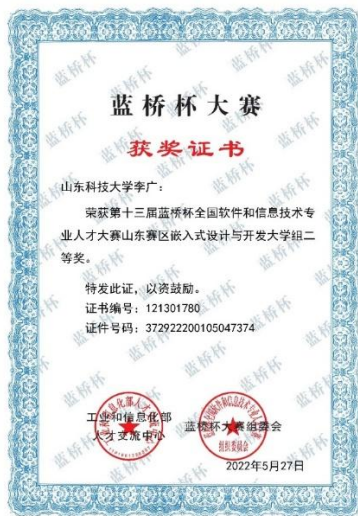 蓝桥杯大赛
获奖证书
山东科技大学李广：
荣获第十三届蓝桥杯全国软件和信息技术专
业人才大赛山东赛区嵌入式设计与开发大学组二
等奖。
特发此证，以资鼓励。
证书编号：121301780
证件号码：372922200105047374
工业和信息化部
人才交流中心
蓝桥杯大赛组委会
2022年5月27日